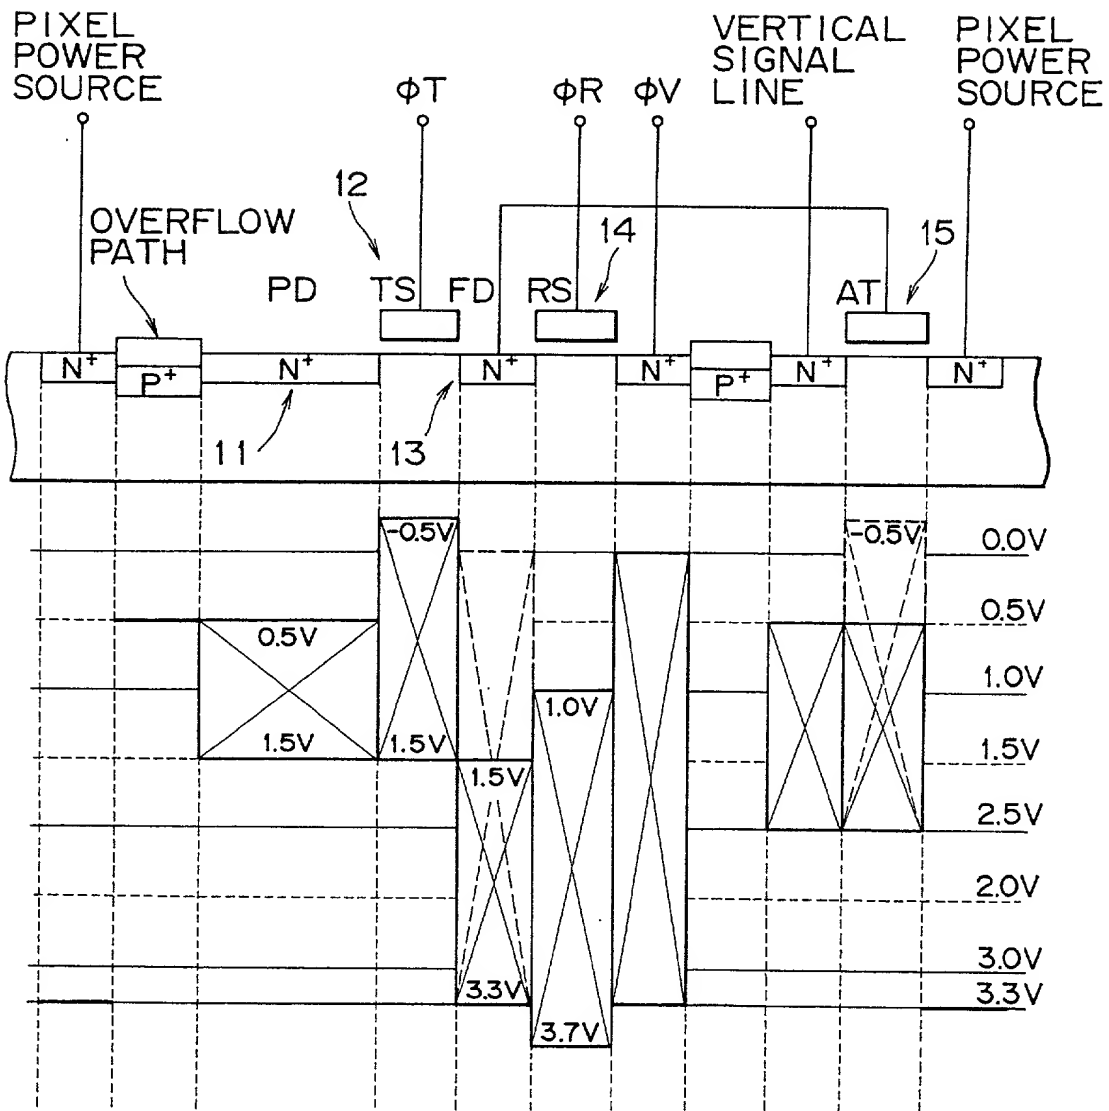 PIXEL
POWER
SOURCE
ΦT
ΦR
ΦV
VERTICAL
SIGNAL
LINE
PIXEL
POWER
SOURCE
12
OVERFLOW
PATH
14
15
PD
TS
FD
RS
AT
N+
P+
N+
N+
N+
P+
N+
N+
11
13
-0.5V
-0.5V
0.0V
0.5V
0.5V
1.0V
1.0V
1.5V
1.5V
1.5V
1.5V
2.5V
2.0V
3.0V
3.3V
3.3V
3.7V